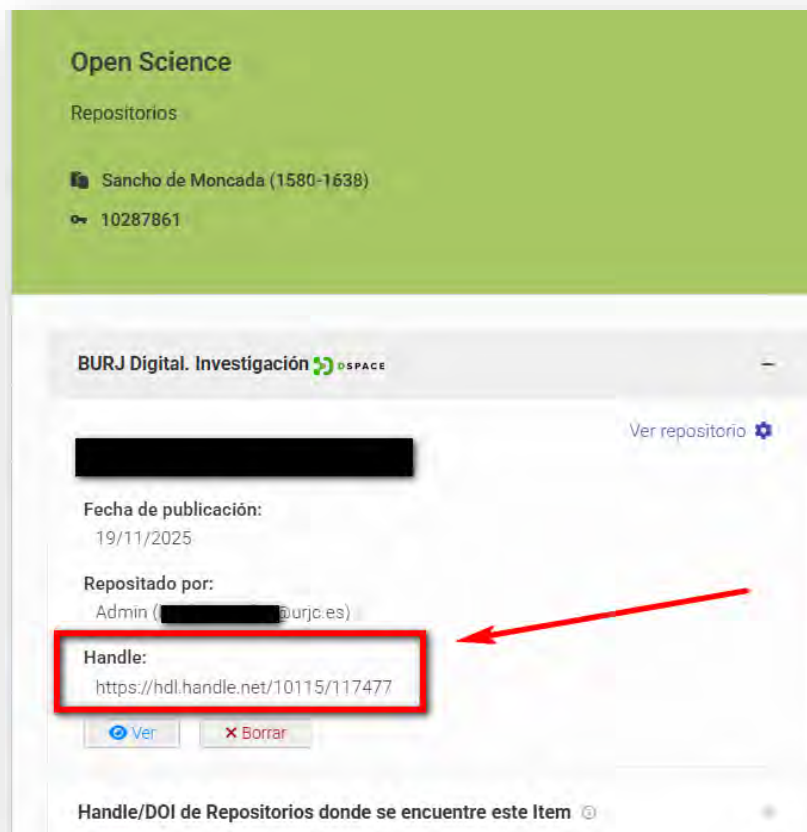 Open Science
Repositorios
Sancho de Moncada (1580-1638)
10287861
BURJ Digital. Investigación DSPACE
Ver repositorio
Fecha de publicación:
19/11/2025
Repositado por:
Admin ( @urjc.es)
Handle:
https://hdl.handle.net/10115/117477
Ver
Borrar
Handle/DOI de Repositorios donde se encuentre este Item